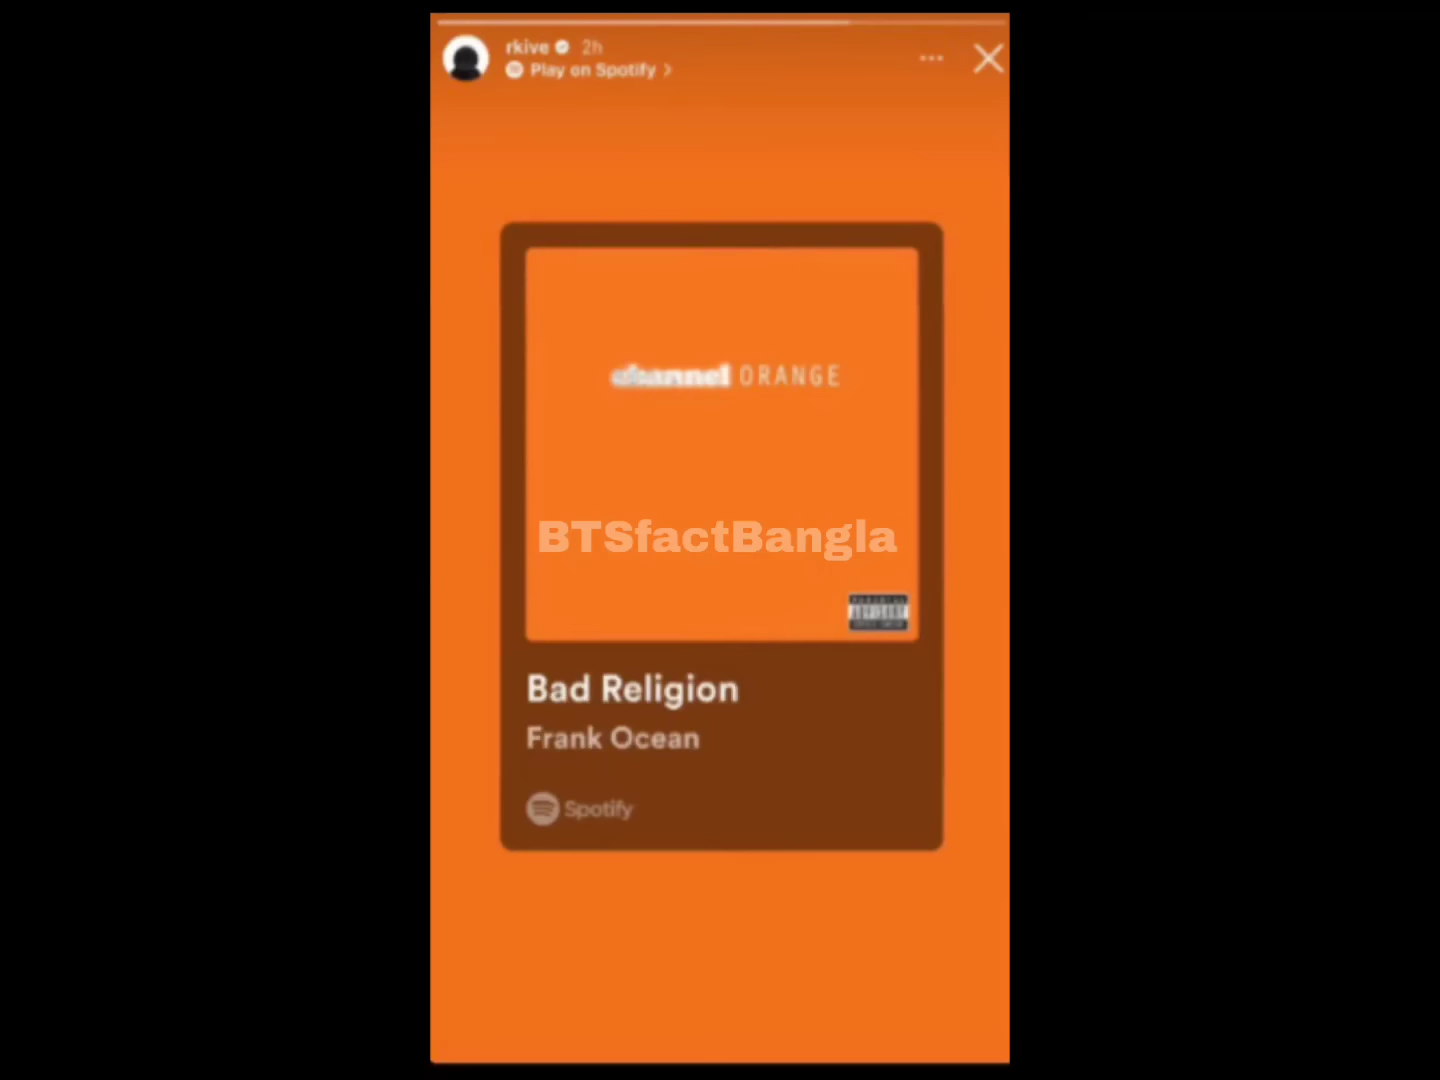 rkive 2h
Play on Spotify
channel ORANGE
BTSfactBangla
Bad Religion
Frank Ocean
Spotify